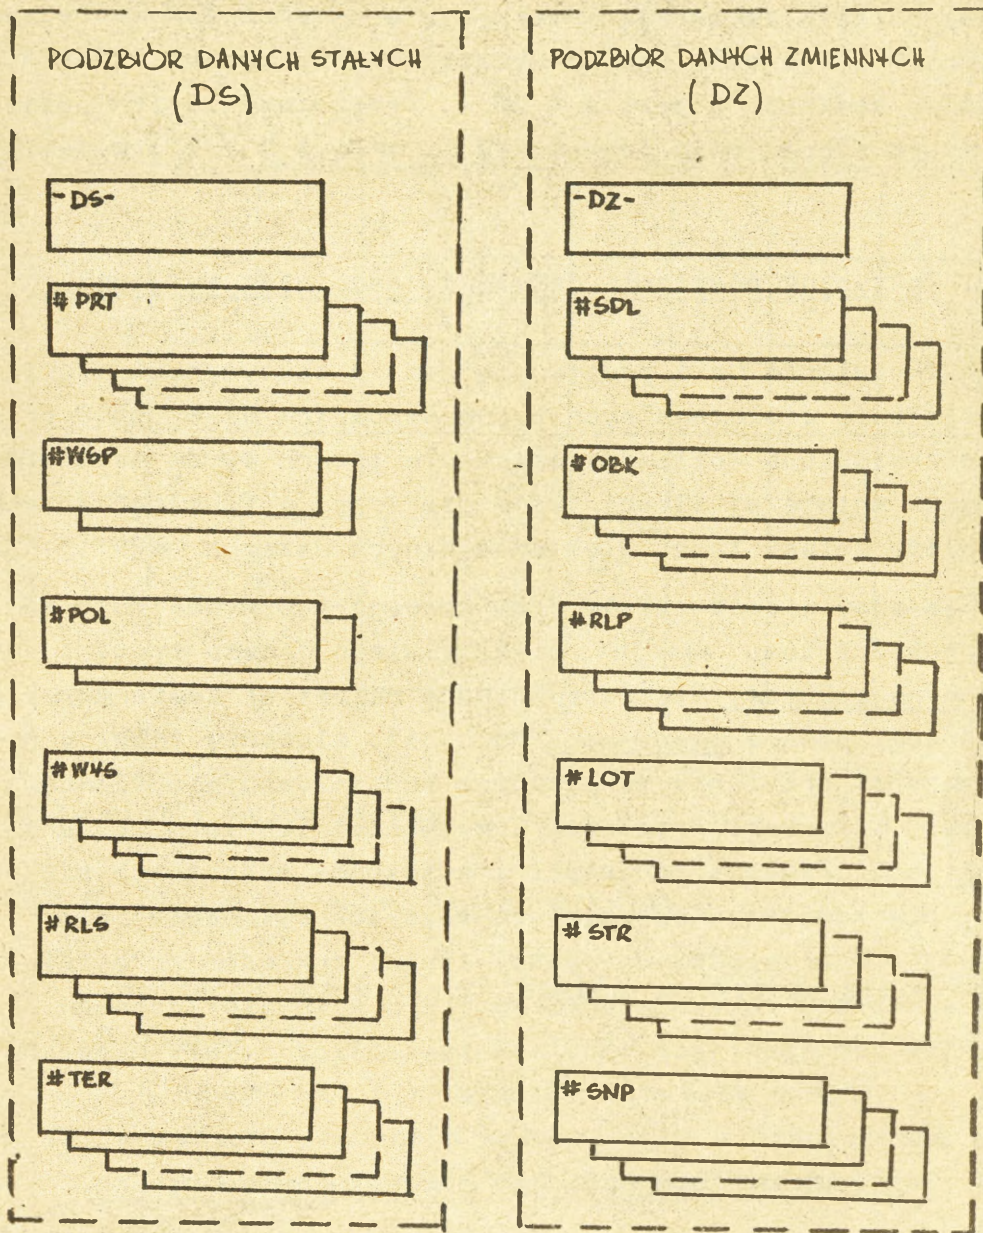 PODZBIÓR DANYCH STAŁYCH
(DS)
-DS-
# PRT
#WSP
#POL
#WYS
#RLS
#TER
PODZBIÓR DANYCH ZMIENNYCH
(DZ)
-DZ-
#SDL
#OBK
#RLP
#LOT
#STR
#SNP